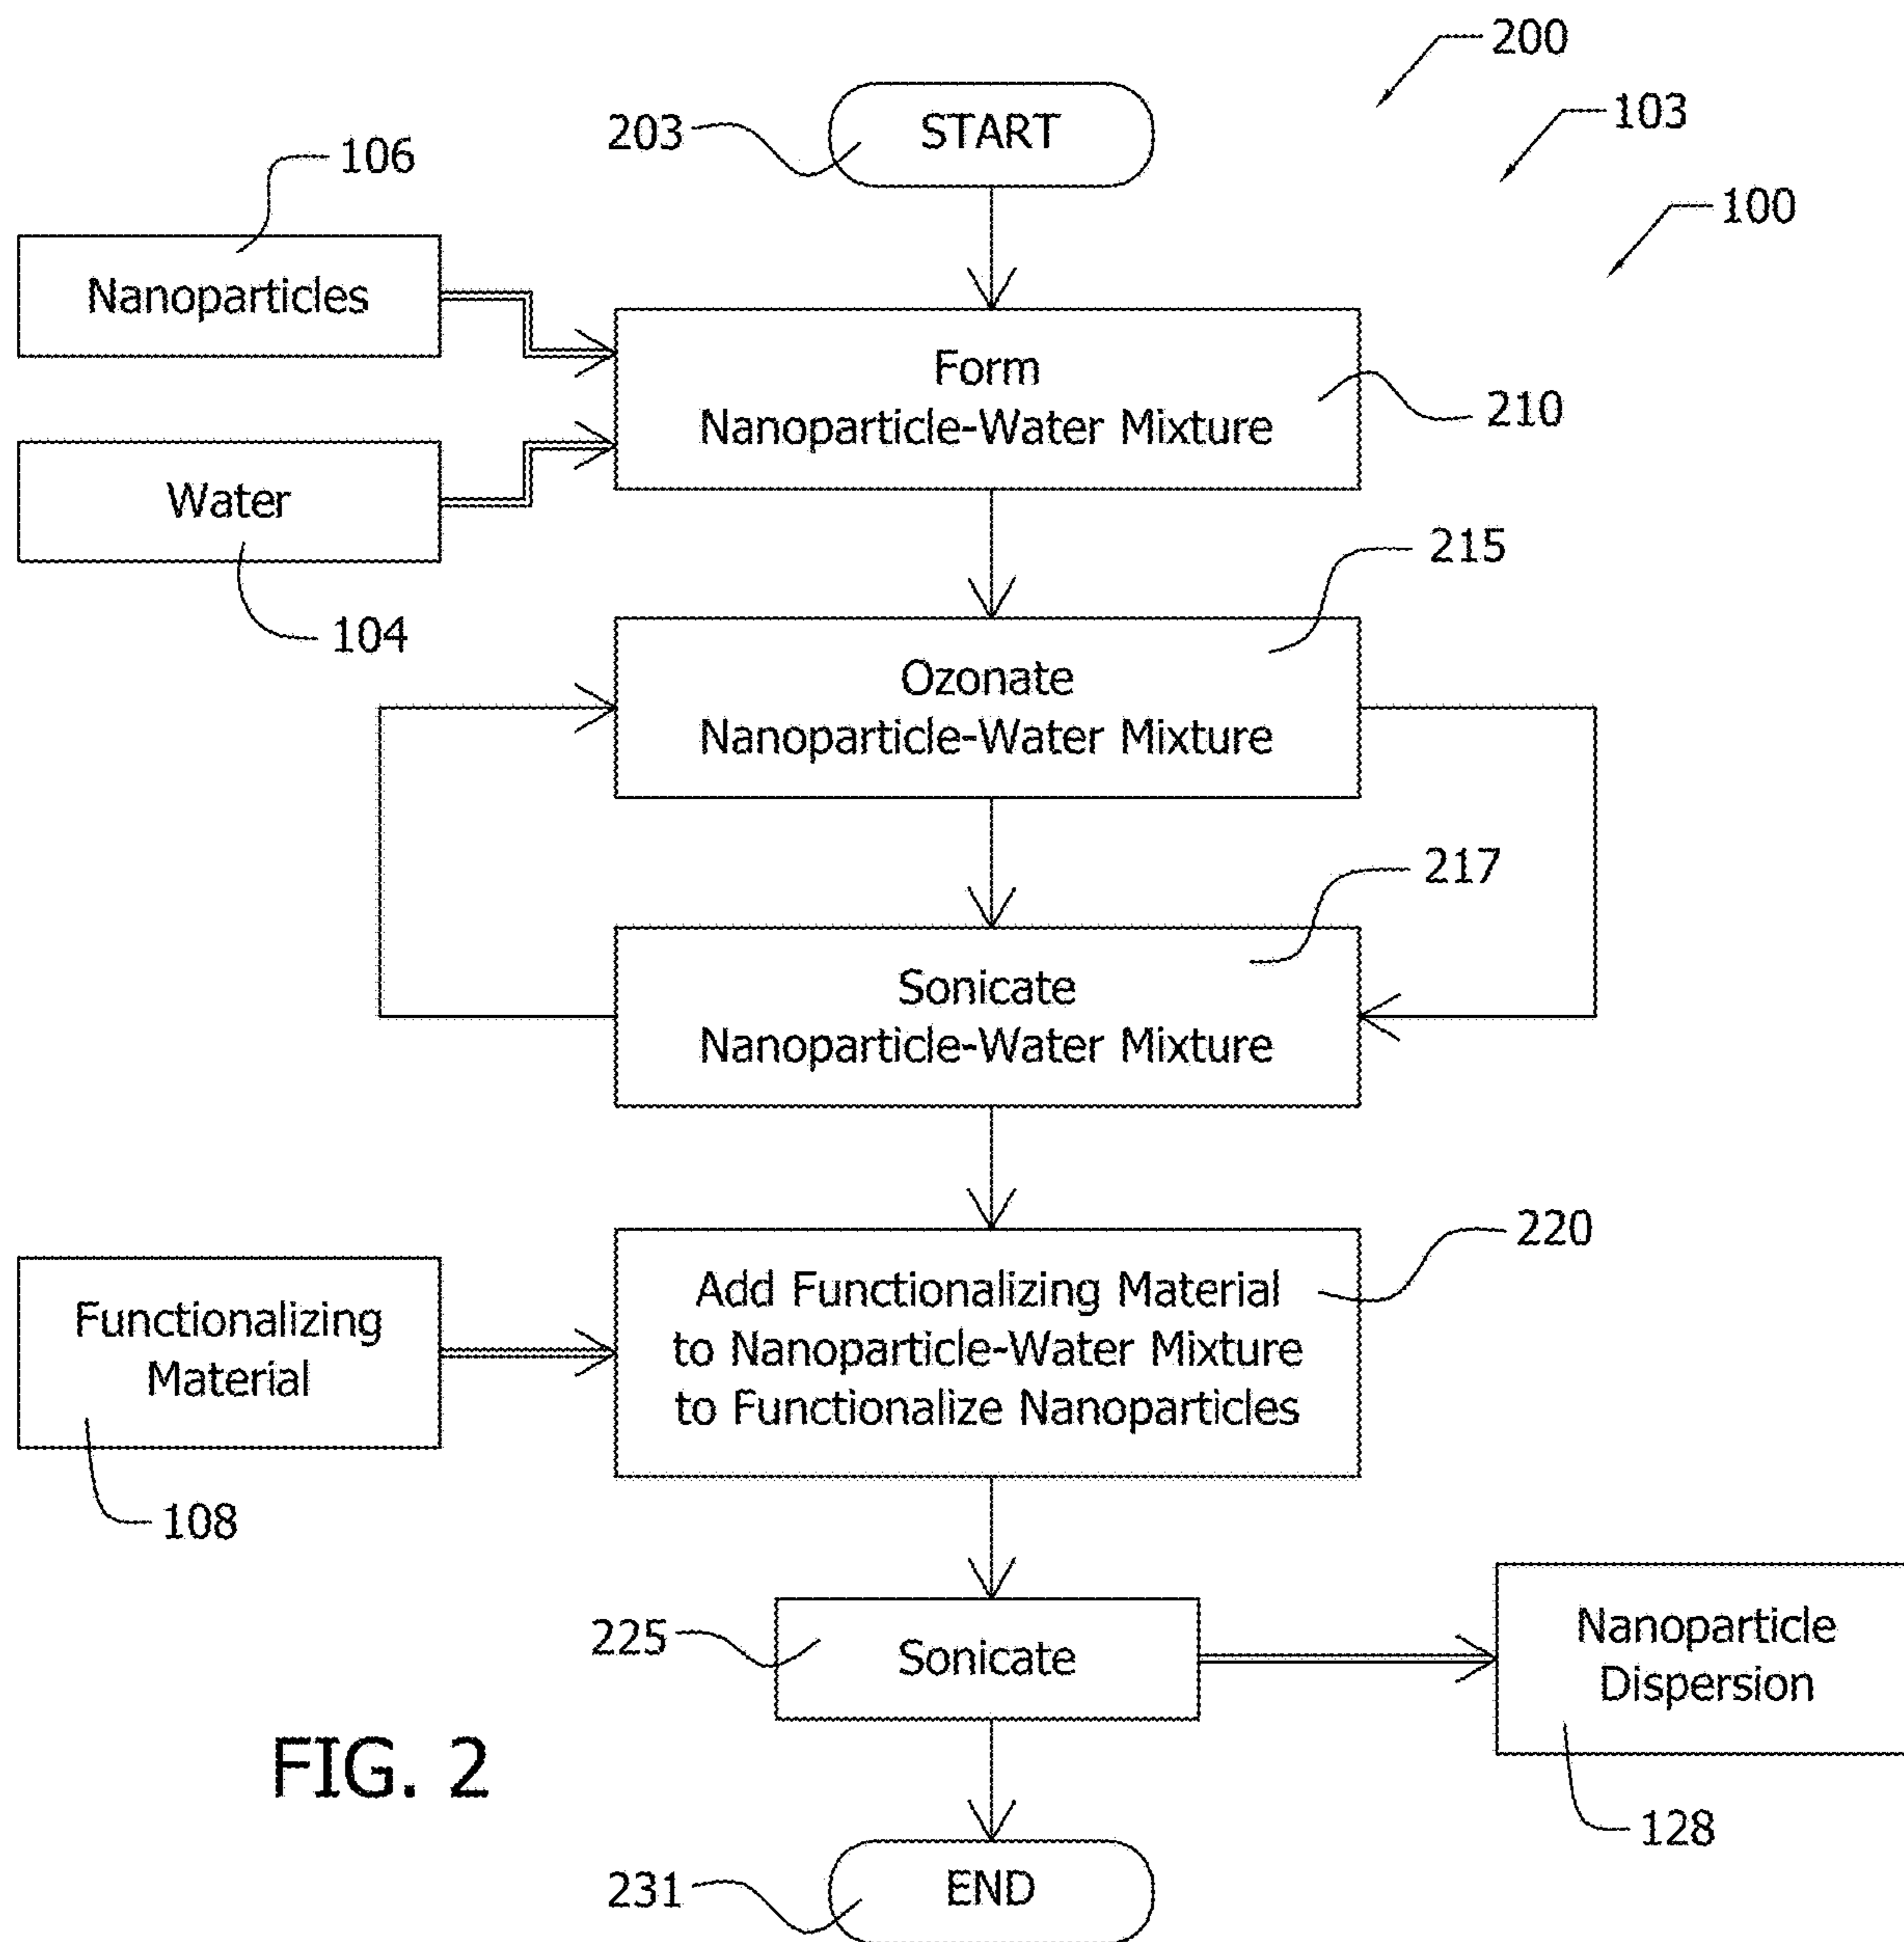 200
103
100
203
START
106
Nanoparticles
Form
Nanoparticle-Water Mixture
210
Water
104
215
Ozonate
Nanoparticle-Water Mixture
217
Sonicate
Nanoparticle-Water Mixture
220
Functionalizing
Material
108
Add Functionalizing Material
to Nanoparticle-Water Mixture
to Functionalize Nanoparticles
225
Sonicate
Nanoparticle
Dispersion
128
FIG. 2
231
END